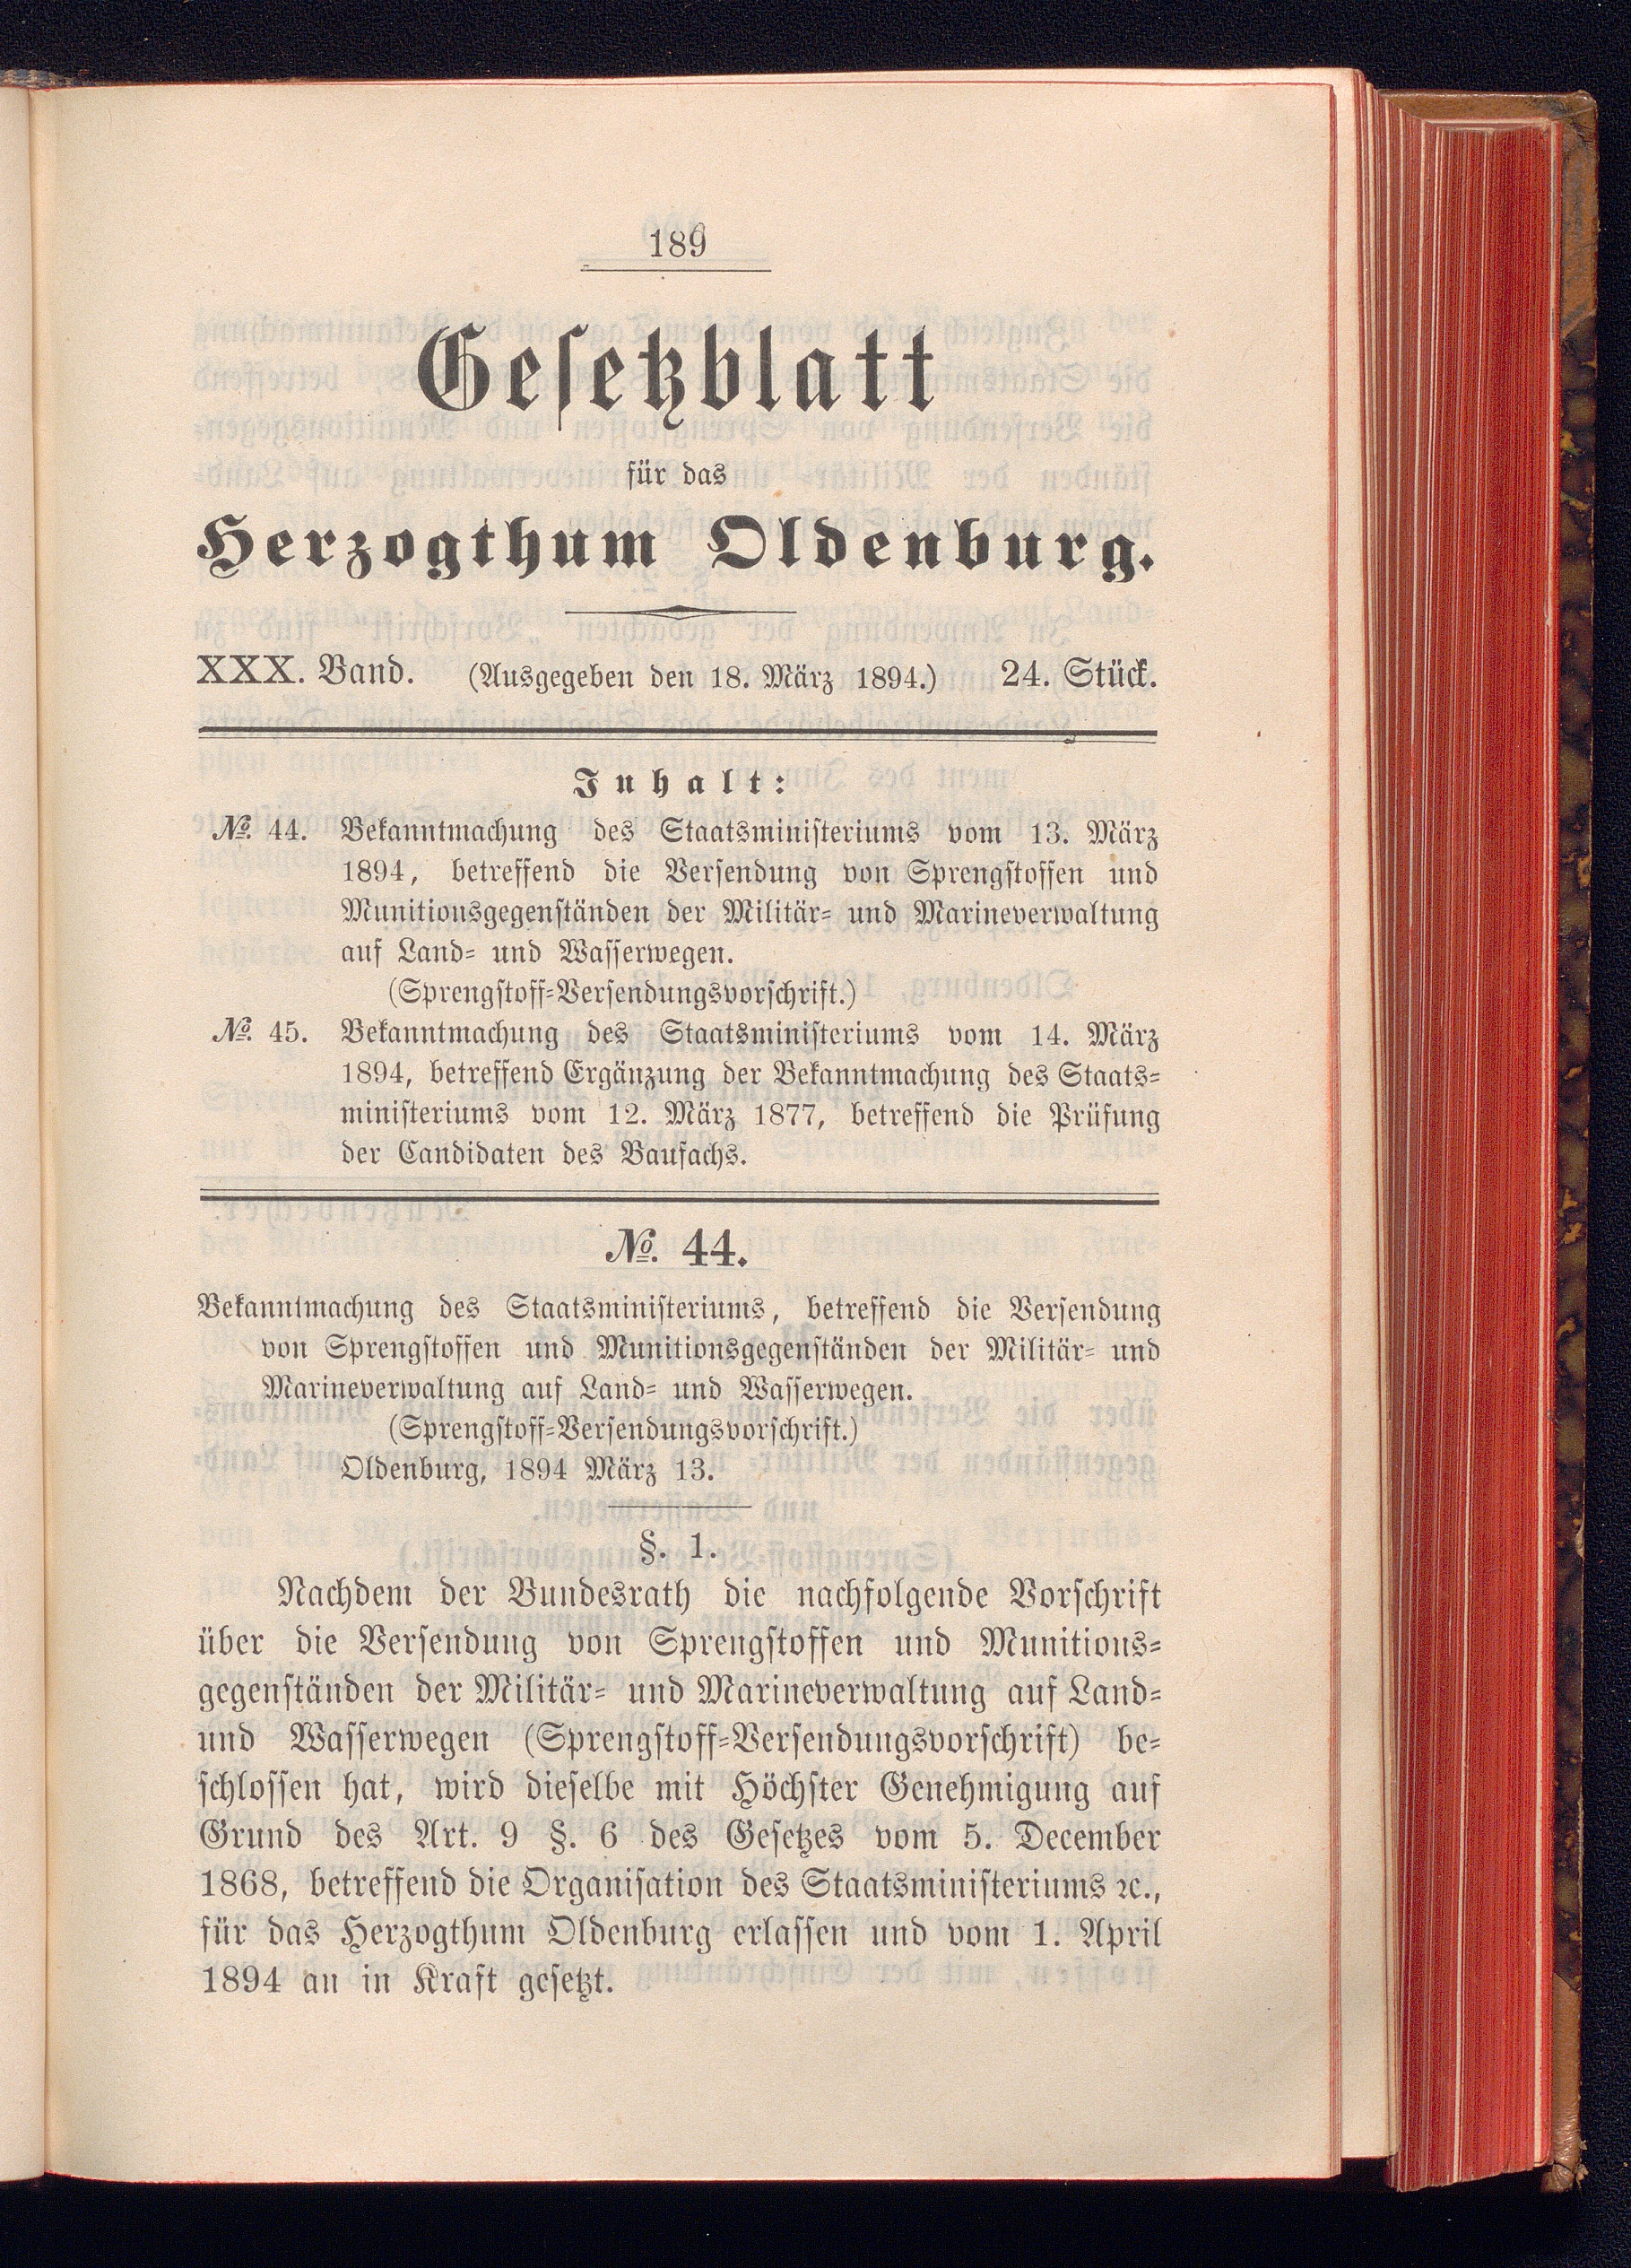 189
Gesetzblatt
für das
Herzogthum Oldenburg.
XXX. Band. (Ausgegeben den 18. März 1894.) 24. Stück.
Inhalt:
№. 44. Bekanntmachung des Staatsministeriums vom 13. März
1894, betreffend die Versendung von Sprengstoffen und
Munitionsgegenständen der Militär- und Marineverwaltung
auf Land- und Wasserwegen.
(Sprengstoff-Versendungsvorschrift.)
№. 45. Bekanntmachung des Staatsministeriums vom 14. März
1894, betreffend Ergänzung der Bekanntmachung des Staats-
ministeriums vom 12. März 1877, betreffend die Prüfung
der Candidaten des Baufachs.
№. 44.
Bekanntmachung des Staatsministeriums, betreffend die Versendung
von Sprengstoffen und Munitionsgegenständen der Militär- und
Marineverwaltung auf Land- und Wasserwegen.
(Sprengstoff-Versendungsvorschrift.)
Oldenburg, 1894 März 13.
§. 1.
Nachdem der Bundesrath die nachfolgende Vorschrift
über die Versendung von Sprengstoffen und Munitions-
gegenständen der Militär- und Marineverwaltung auf Land-
und Wasserwegen (Sprengstoff-Versendungsvorschrift) be-
schlossen hat, wird dieselbe mit Höchster Genehmigung auf
Grund des Art. 9 §. 6 des Gesetzes vom 5. December
1868, betreffend die Organisation des Staatsministeriums ꝛc.,
für das Herzogthum Oldenburg erlassen und vom 1. April
1894 an in Kraft gesetzt.